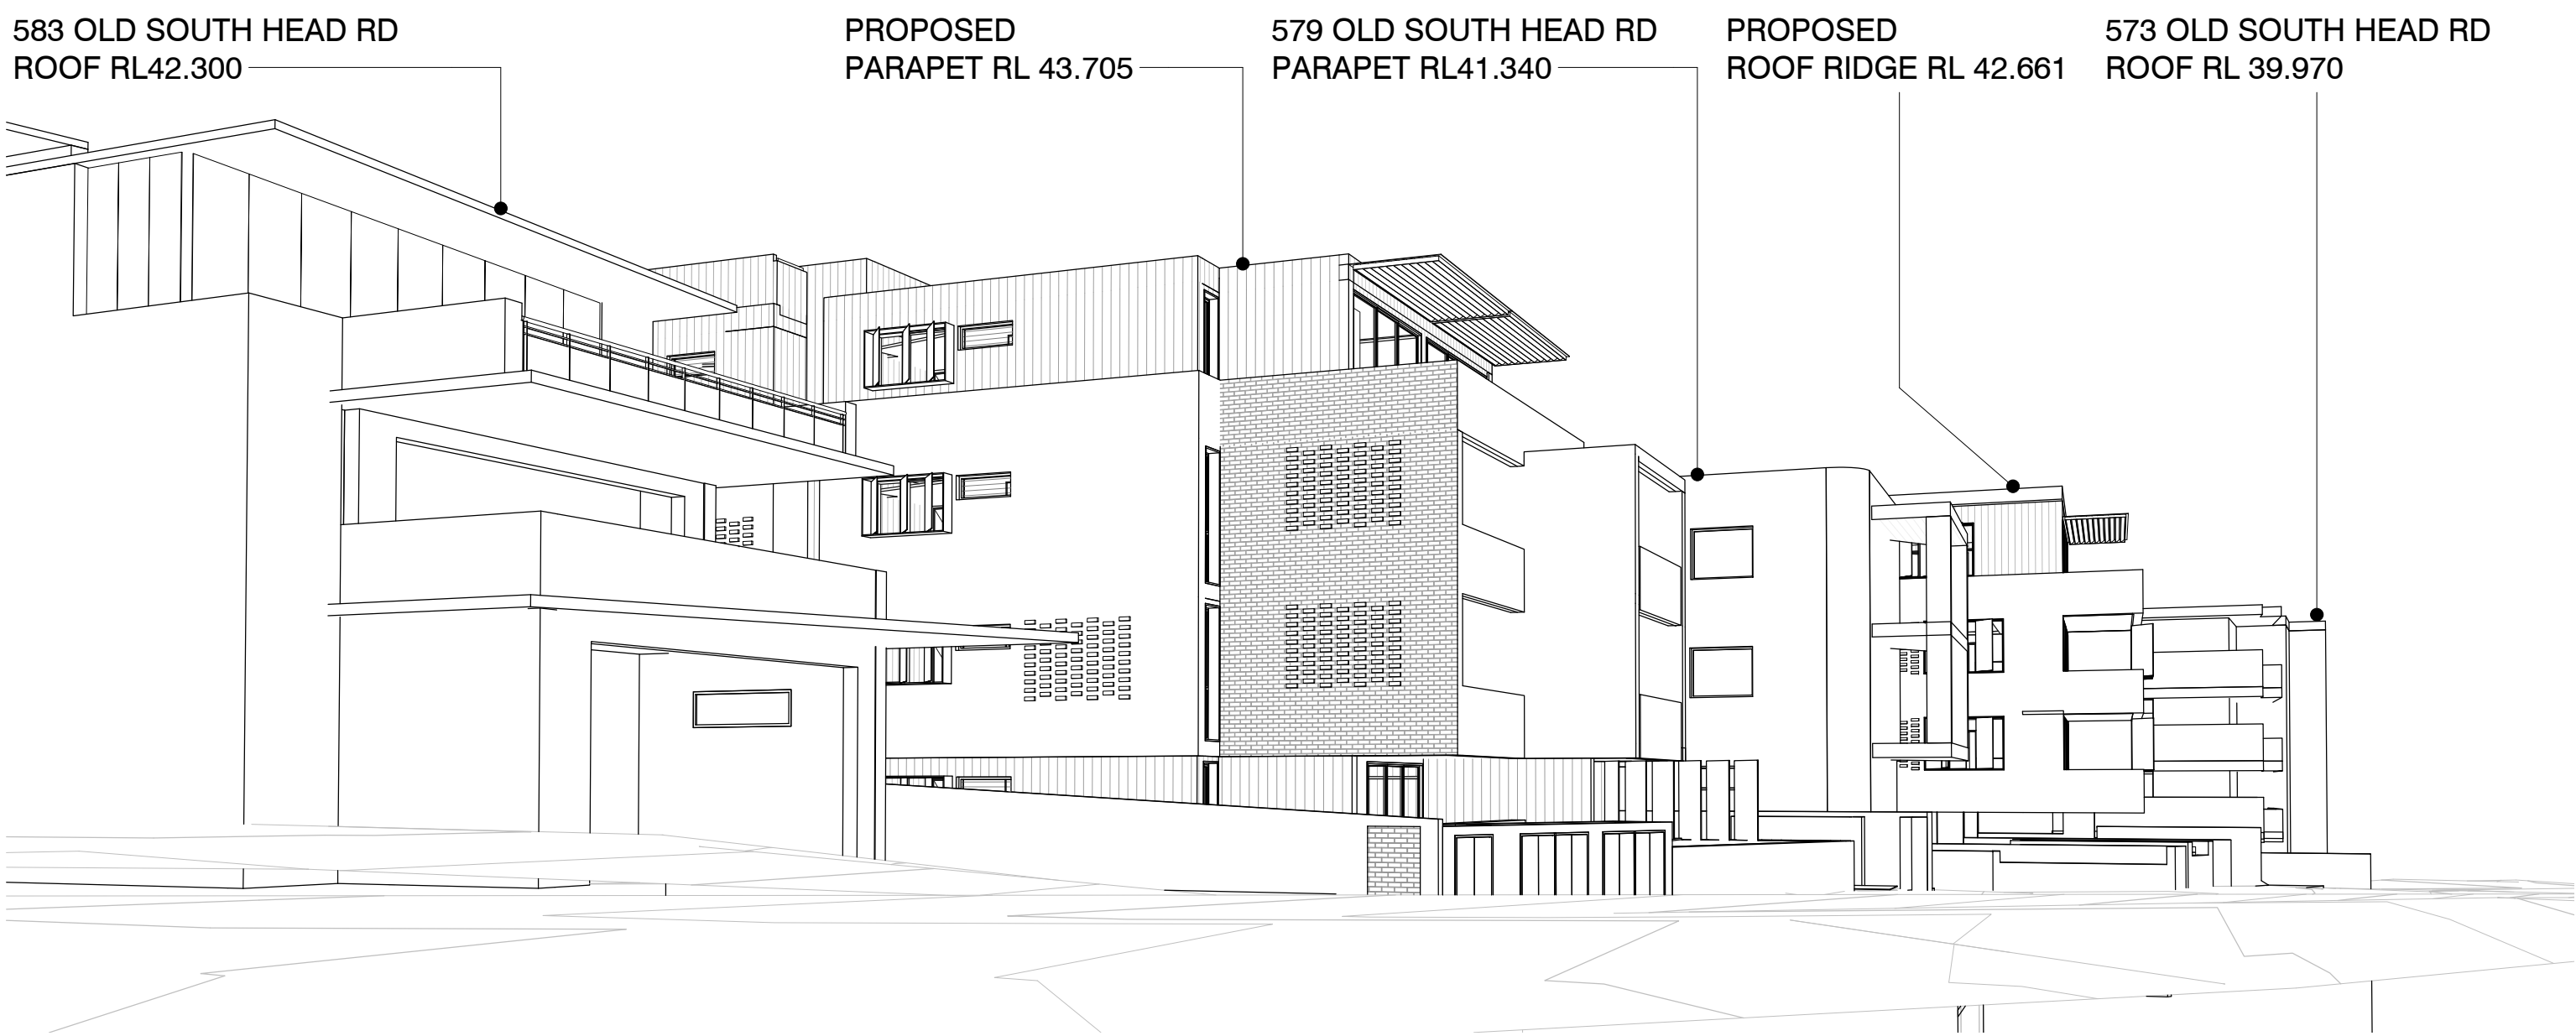 583 OLD SOUTH HEAD RD
ROOF RL42.300
PROPOSED
PARAPET RL 43.705
579 OLD SOUTH HEAD RD
PARAPET RL41.340
PROPOSED
ROOF RIDGE RL 42.661
573 OLD SOUTH HEAD RD
ROOF RL 39.970